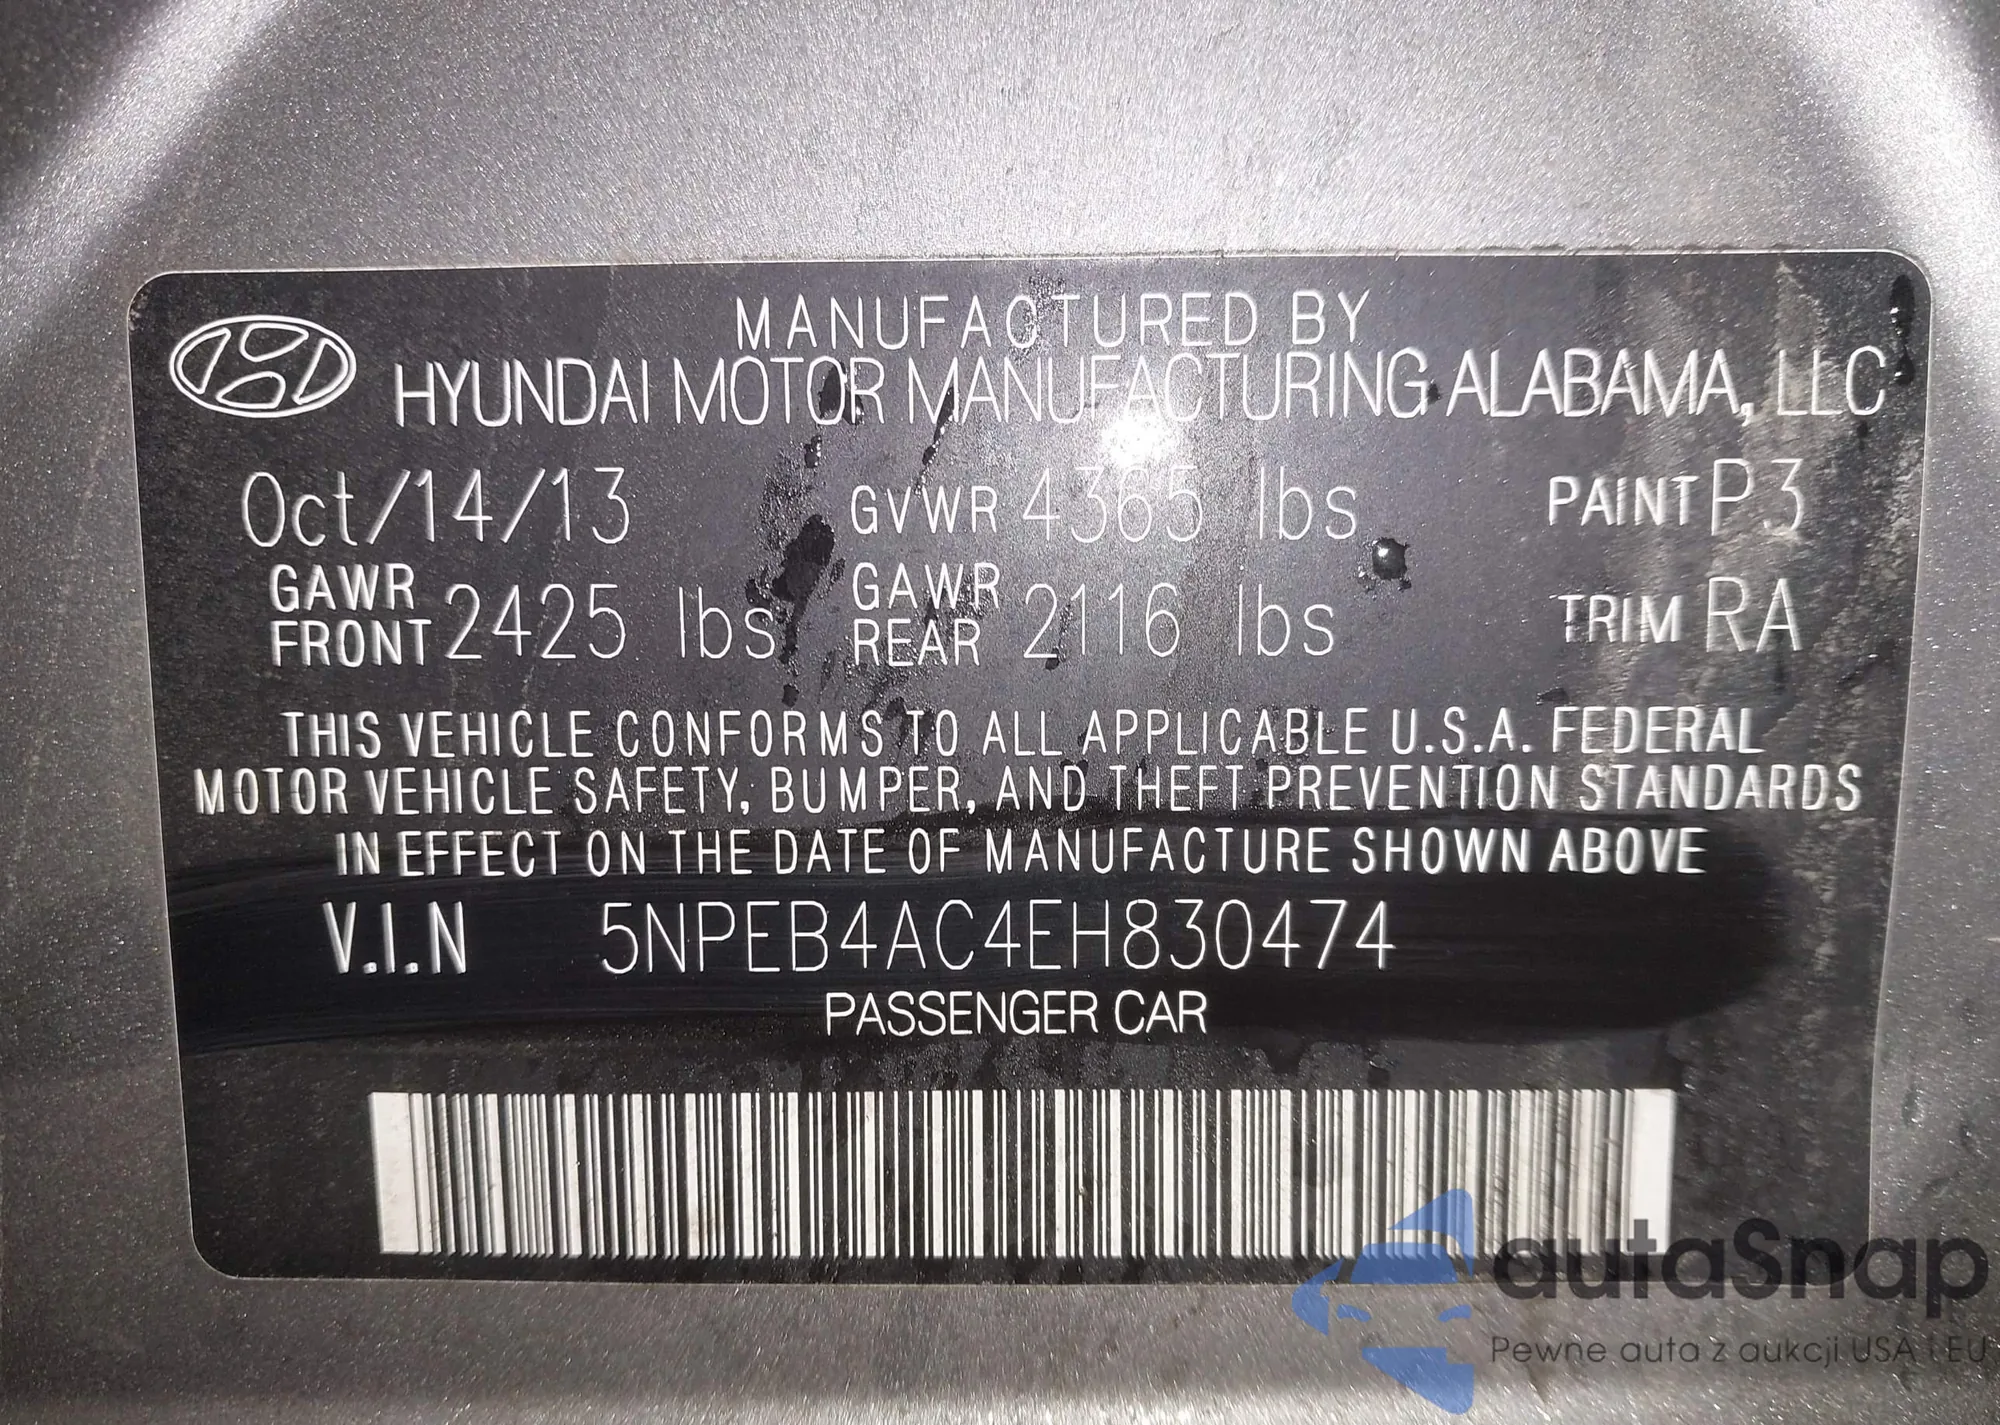 MANUFACTURED BY
HYUNDAI MOTOR MANUFACTURING ALABAMA, LLC
Oct/14/13 GVWR 4365 lbs PAINT P3
GAWR FRONT 2425 lbs GAWR REAR 2116 lbs TRIM RA
THIS VEHICLE CONFORMS TO ALL APPLICABLE U.S.A. FEDERAL
MOTOR VEHICLE SAFETY, BUMPER, AND THEFT PREVENTION STANDARDS
IN EFFECT ON THE DATE OF MANUFACTURE SHOWN ABOVE
V.I.N 5NPEB4AC4EH830474
PASSENGER CAR
autaSnap
Pewne auta z aukcji USA i EU